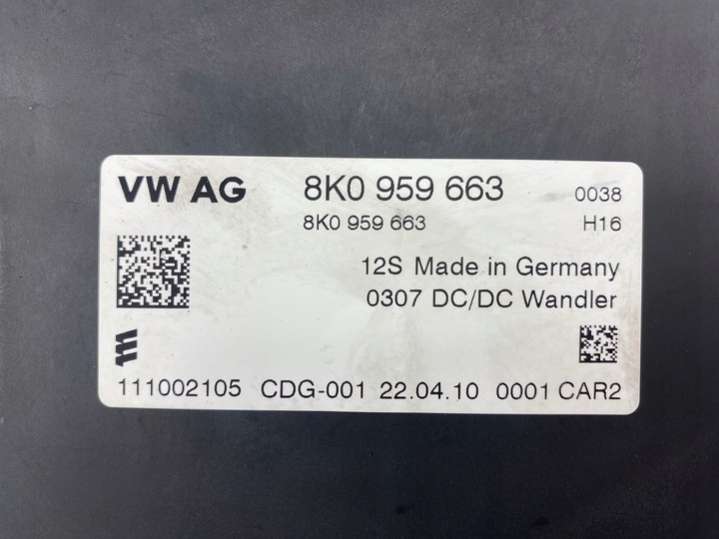 VW AG 8K0 959 663 0038
8K0 959 663 H16
12S Made in Germany
0307 DC/DC Wandler
111002105 CDG-001 22.04.10 0001 CAR2